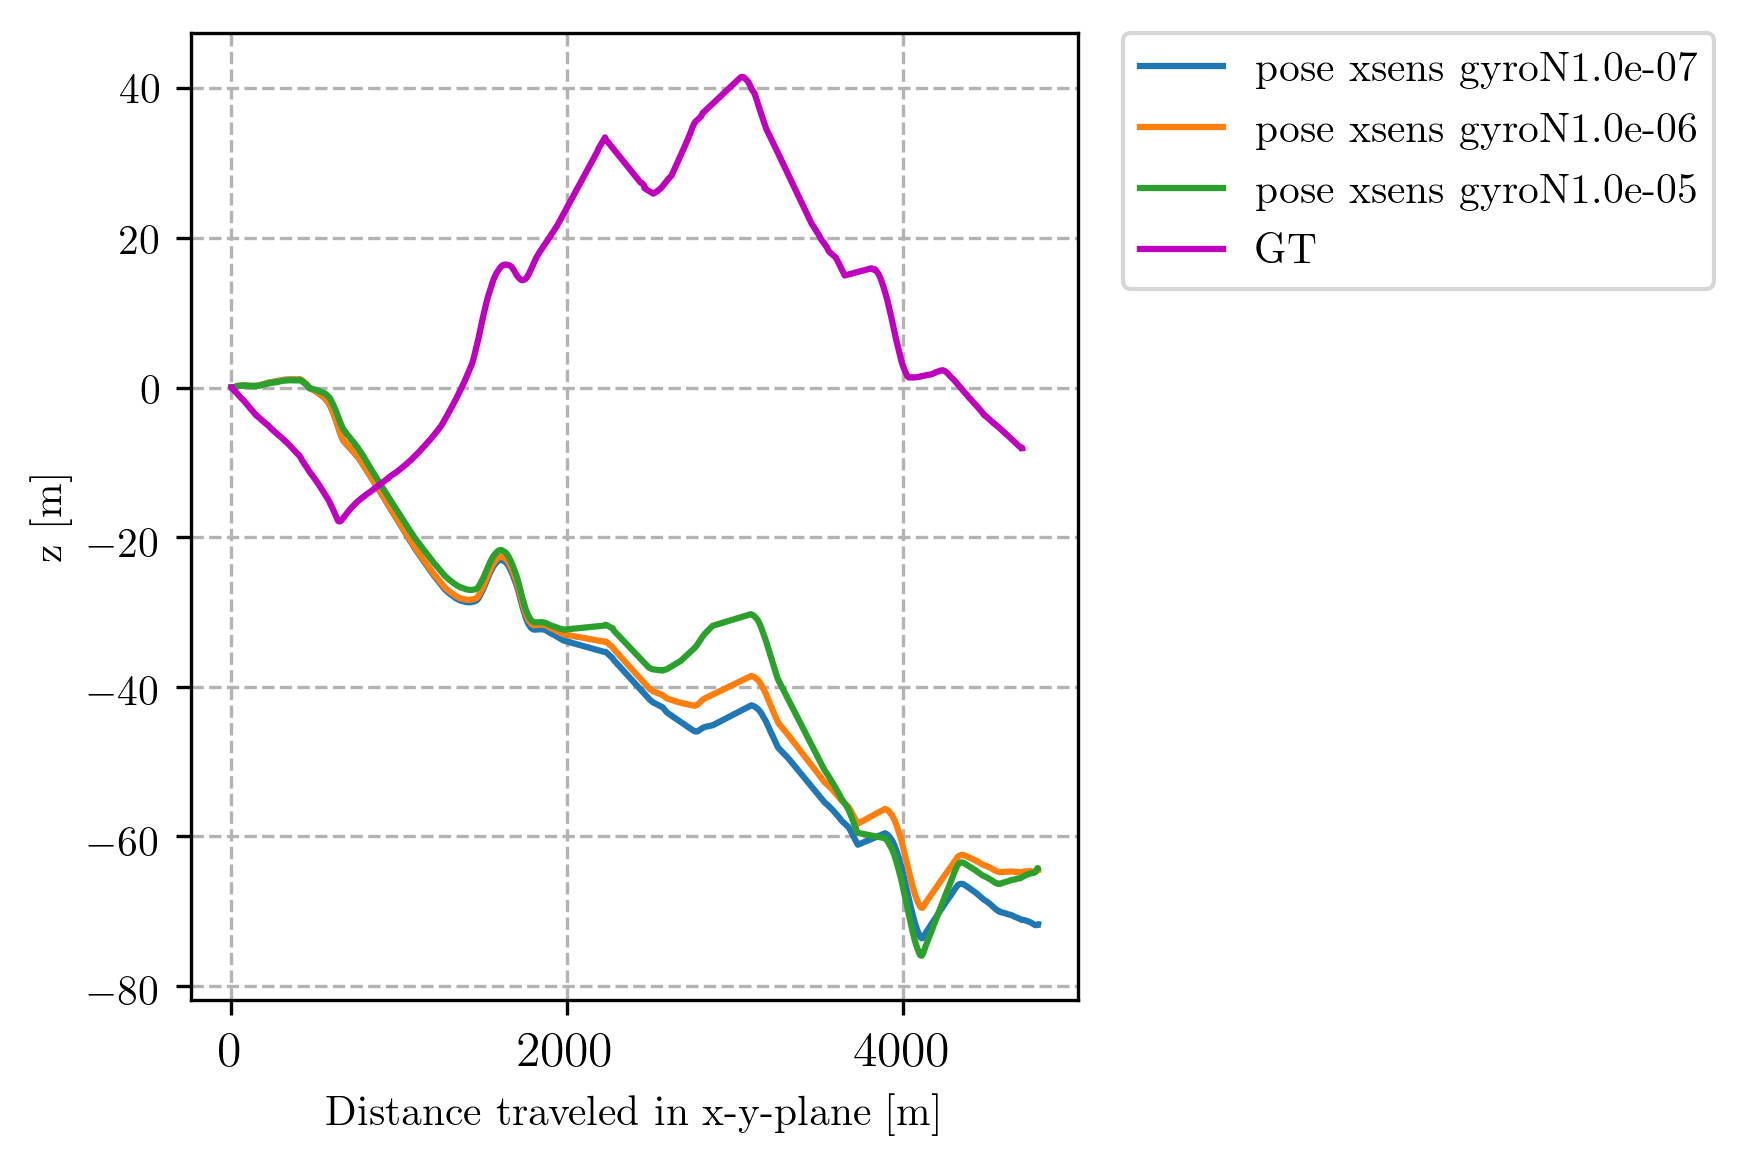 pose xsens gyroN1.0e-07
pose xsens gyroN1.0e-06
pose xsens gyroN1.0e-05
GT
40
20
0
−20
−40
−60
−80
z [m]
0 2000 4000
Distance traveled in x-y-plane [m]